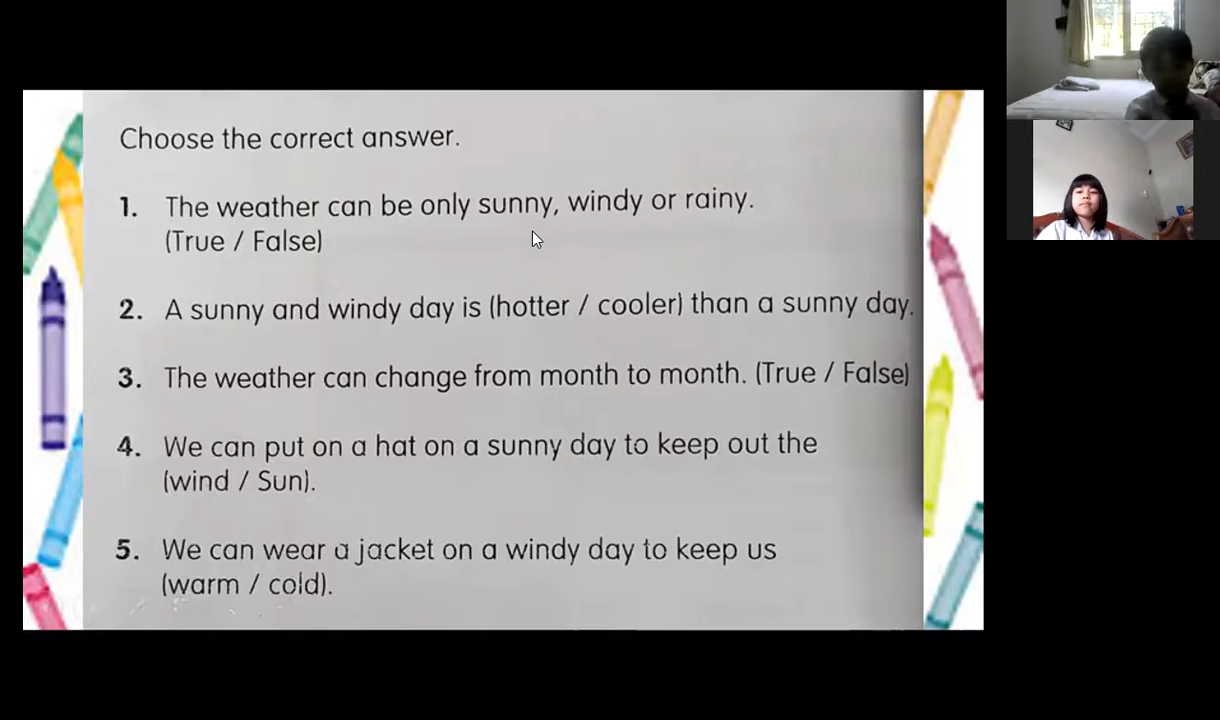 Choose the correct answer.
1. The weather can be only sunny, windy or rainy.
(True / False)
2. A sunny and windy day is (hotter / cooler) than a sunny day.
3. The weather can change from month to month. (True / False)
4. We can put on a hat on a sunny day to keep out the
(wind / Sun).
5. We can wear a jacket on a windy day to keep us
(warm / cold).